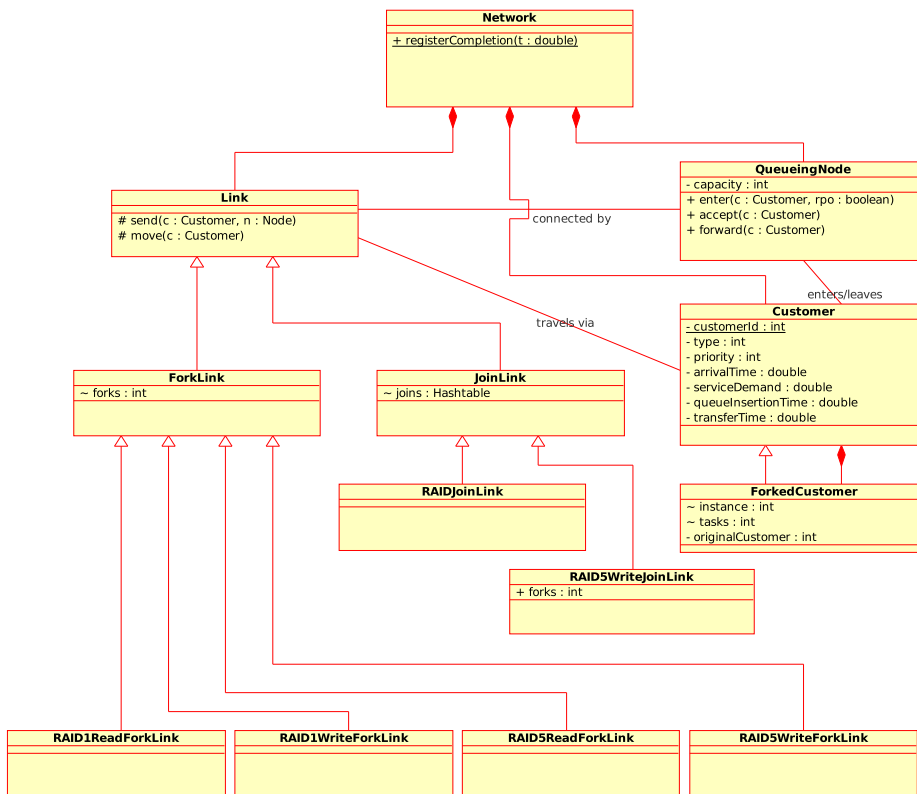 Network
+ registerCompletion(t : double)
QueueingNode
- capacity : int
+ enter(c : Customer, rpo : boolean)
+ accept(c : Customer)
+ forward(c : Customer)
Link
# send(c : Customer, n : Node)
# move(c : Customer)
connected by
enters/leaves
travels via
Customer
- customerId : int
- type : int
- priority : int
- arrivalTime : double
- serviceDemand : double
- queueInsertionTime : double
- transferTime : double
ForkLink
~ forks : int
JoinLink
~ joins : Hashtable
RAIDJoinLink
ForkedCustomer
~ instance : int
~ tasks : int
- originalCustomer : int
RAID5WriteJoinLink
+ forks : int
RAID1ReadForkLink
RAID1WriteForkLink
RAID5ReadForkLink
RAID5WriteForkLink